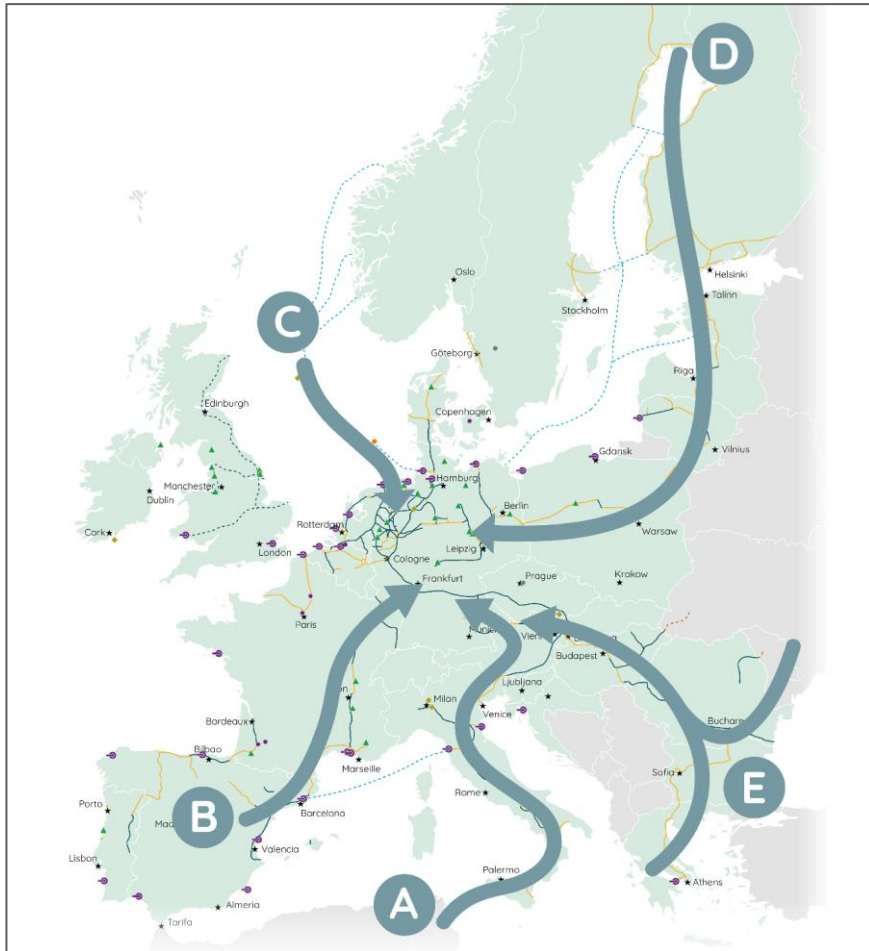 D
Oslo
Helsinki
Talinn
Stockholm
C
Göteborg
Riga
Edinburgh
Copenhagen
Vilnius
Gdansk
Hamburg
Manchester
Dublin
Berlin
Rotterdam
Warsaw
Cork
London
Leipzig
Cologne
Frankfurt
Prague
Krakow
Paris
Budapest
Ljubljana
Milan
Venice
Bordeaux
Bilbao
Marseille
Sofia
E
Porto
B
Rome
Barcelona
Valencia
Lisbon
Palermo
Athens
A
Almeria
Tarifa